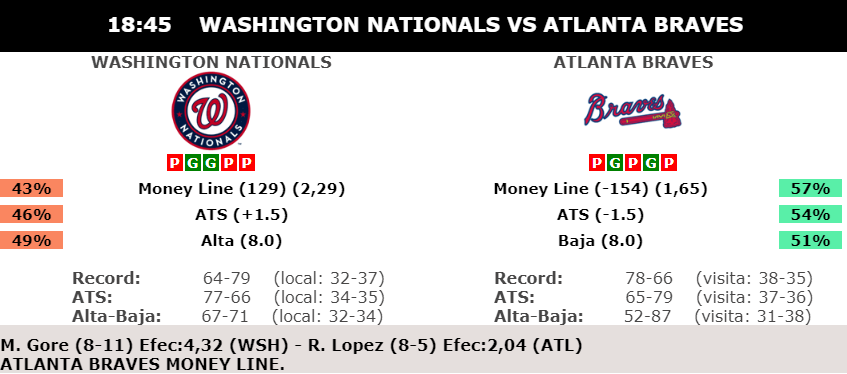 18:45 WASHINGTON NATIONALS VS ATLANTA BRAVES
WASHINGTON NATIONALS ATLANTA BRAVES
WASHINGTON W NATIONALS Braves
P G G P P P G P G P
43% Money Line (129) (2,29) Money Line (-154) (1,65) 57%
46% ATS (+1.5) ATS (-1.5) 54%
49% Alta (8.0) Baja (8.0) 51%
Record: 64-79 (local: 32-37) Record: 78-66 (visita: 38-35)
ATS: 77-66 (local: 34-35) ATS: 65-79 (visita: 37-36)
Alta-Baja: 67-71 (local: 32-34) Alta-Baja: 52-87 (visita: 31-38)
M. Gore (8-11) Efec:4,32 (WSH) - R. Lopez (8-5) Efec:2,04 (ATL)
ATLANTA BRAVES MONEY LINE.